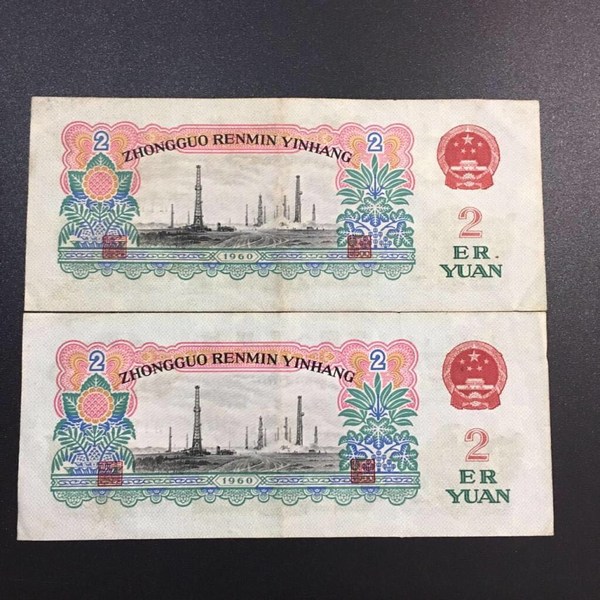 2 2
ZHONGGUO RENMIN YINHANG
2
ER
YUAN
1960
2 2
ZHONGGUO RENMIN YINHANG
2
ER
YUAN
1960